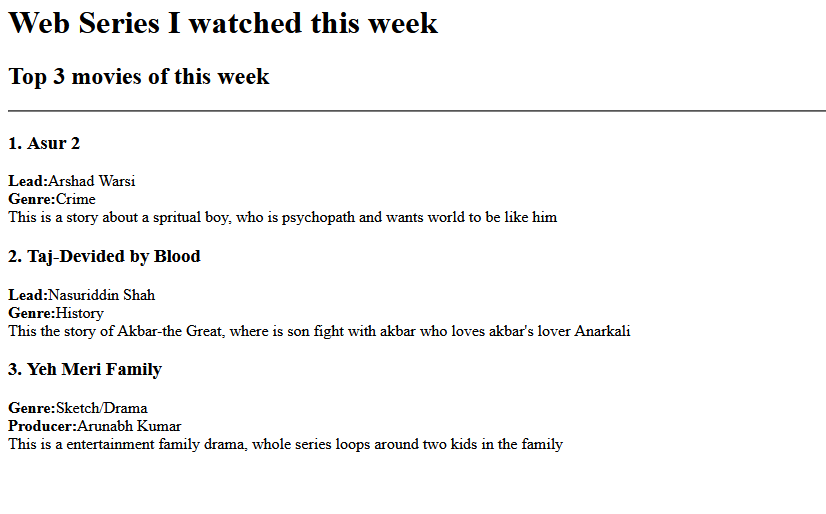 Web Series I watched this week
Top 3 movies of this week
1. Asur 2
Lead:Arshad Warsi
Genre:Crime
This is a story about a spritual boy, who is psychopath and wants world to be like him
2. Taj-Devided by Blood
Lead:Nasuriddin Shah
Genre:History
This the story of Akbar-the Great, where is son fight with akbar who loves akbar's lover Anarkali
3. Yeh Meri Family
Genre:Sketch/Drama
Producer:Arunabh Kumar
This is a entertainment family drama, whole series loops around two kids in the family